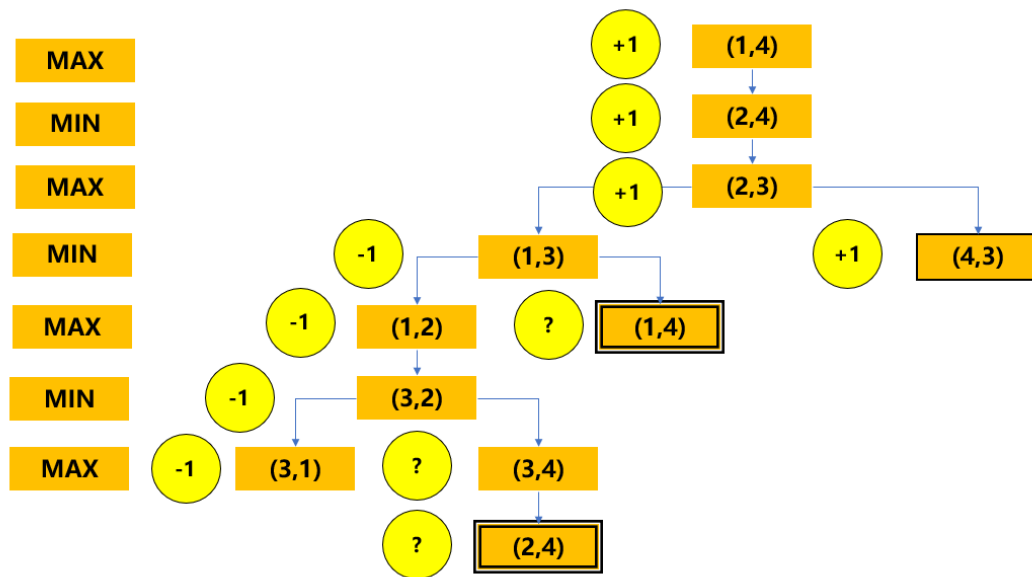 MAX +1 (1,4)
MIN +1 (2,4)
MAX +1 (2,3)
MIN -1 (1,3) +1 (4,3)
MAX -1 (1,2) ? (1,4)
MIN -1 (3,2)
MAX -1 (3,1) ? (3,4)
? (2,4)